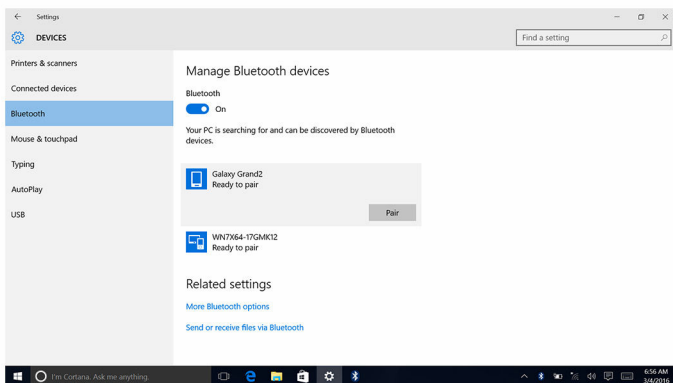 Settings
DEVICES
Find a setting
Printers & scanners
Connected devices
Bluetooth
Mouse & touchpad
Typing
AutoPlay
USB
Manage Bluetooth devices
Bluetooth
On
Your PC is searching for and can be discovered by Bluetooth
devices.
Galaxy Grand2
Ready to pair
Pair
WN7X64-17GMK12
Ready to pair
Related settings
More Bluetooth options
Send or receive files via Bluetooth
I'm Cortana. Ask me anything.
6:56 AM
3/4/2016